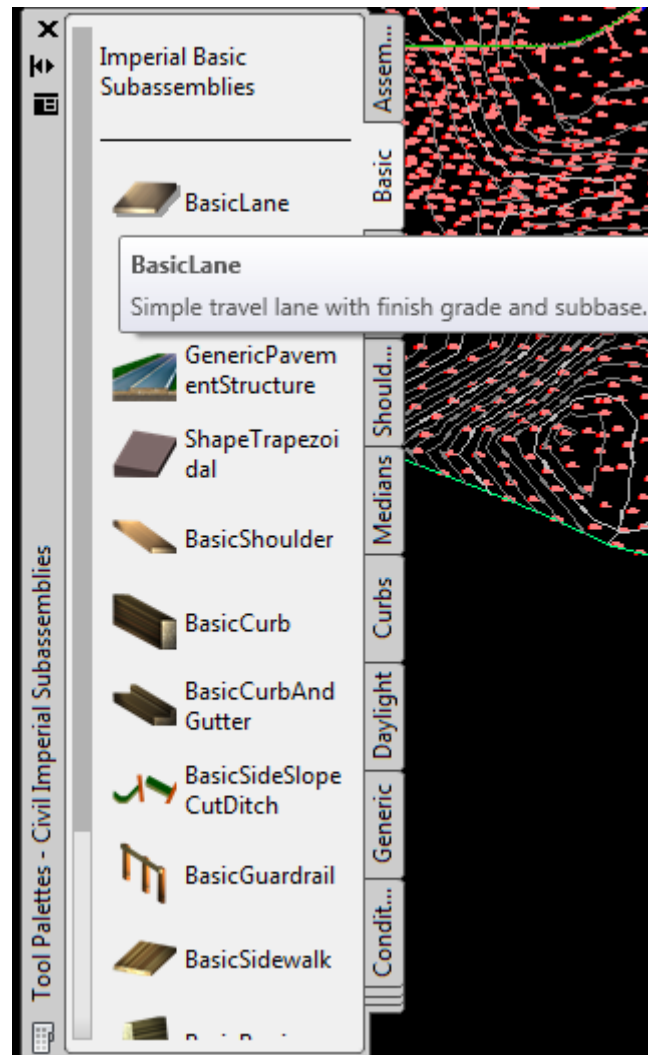 Imperial Basic
Subassemblies
BasicLane
BasicLane
Simple travel lane with finish grade and subbase.
GenericPavem
entStructure
ShapeTrapezoi
dal
BasicShoulder
BasicCurb
BasicCurbAnd
Gutter
BasicSideSlope
CutDitch
BasicGuardrail
BasicSidewalk
Assem...
Basic
Should...
Medians
Curbs
Daylight
Generic
Condit...
Tool Palettes - Civil Imperial Subassemblies